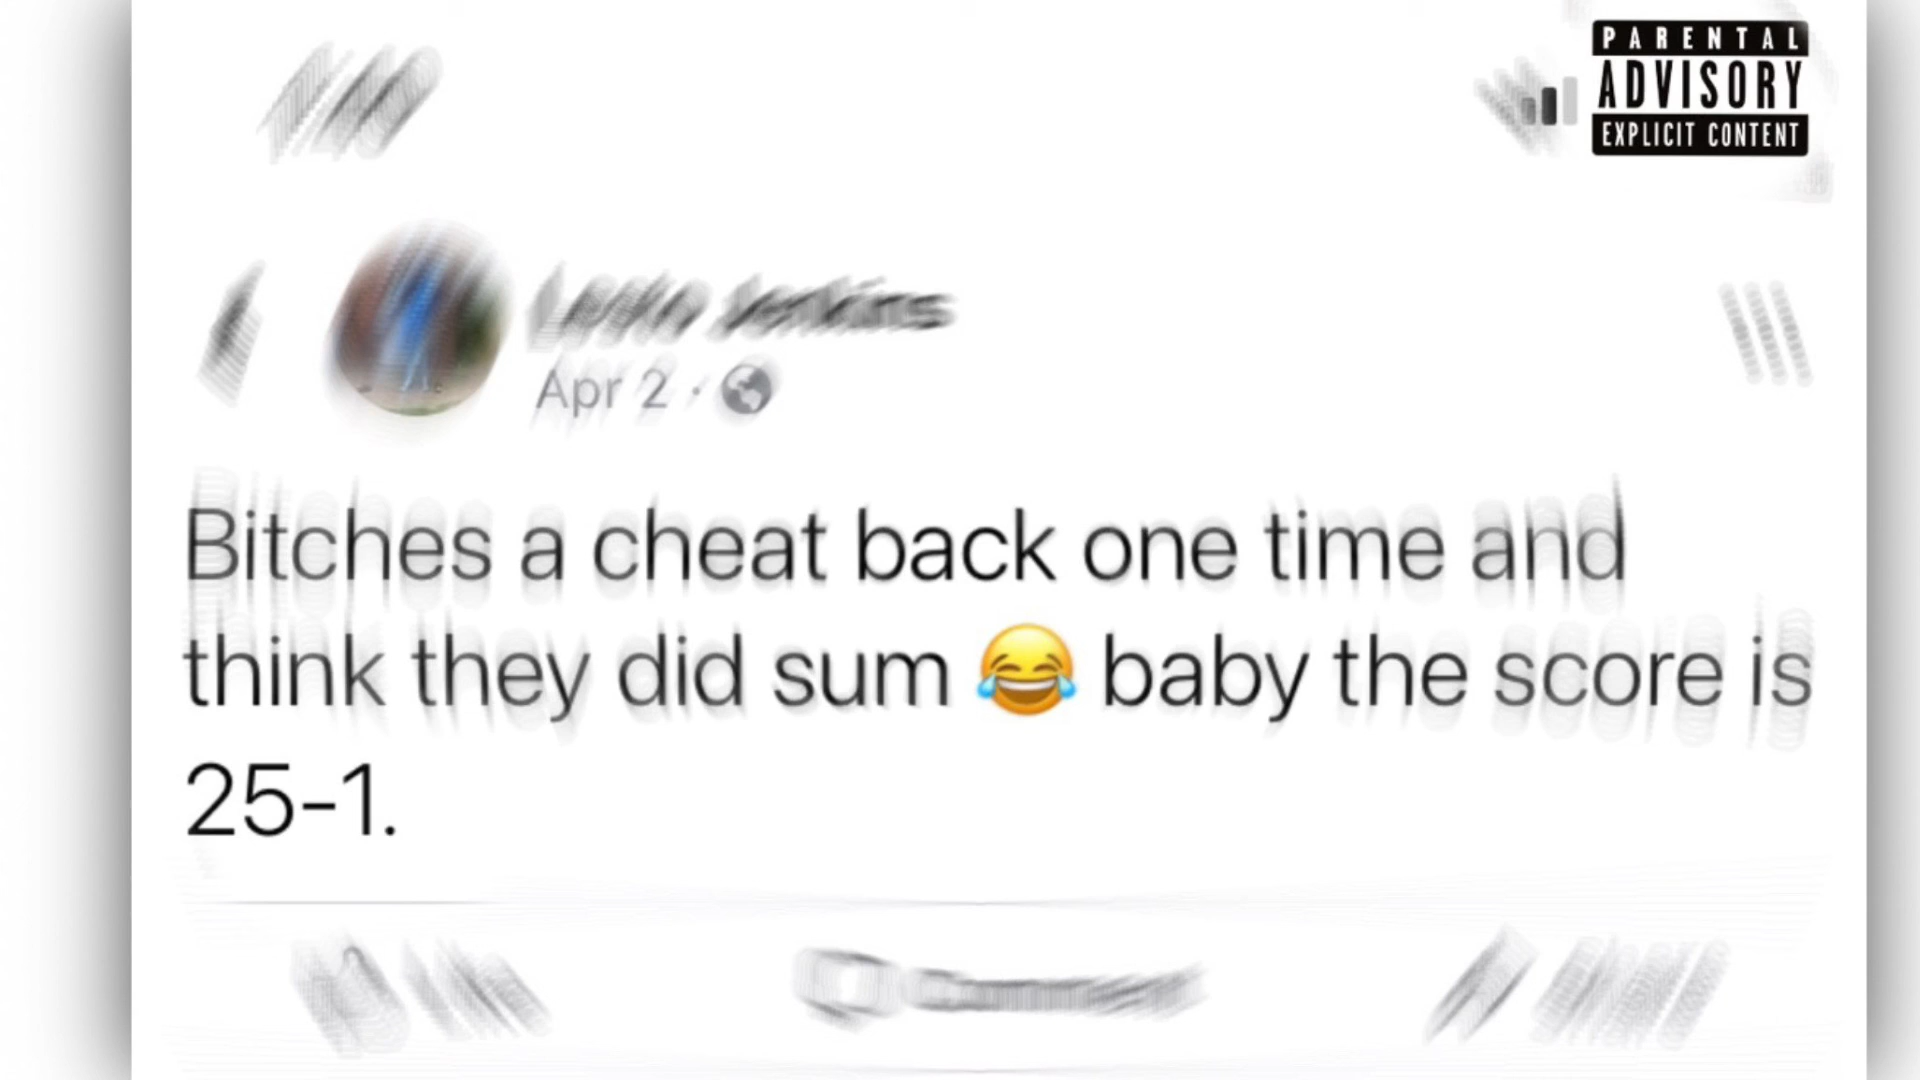 PARENTAL
ADVISORY
EXPLICIT CONTENT
Jenkins
Apr 2 ·
Bitches a cheat back one time and
think they did sum 😂 baby the score is
25-1.